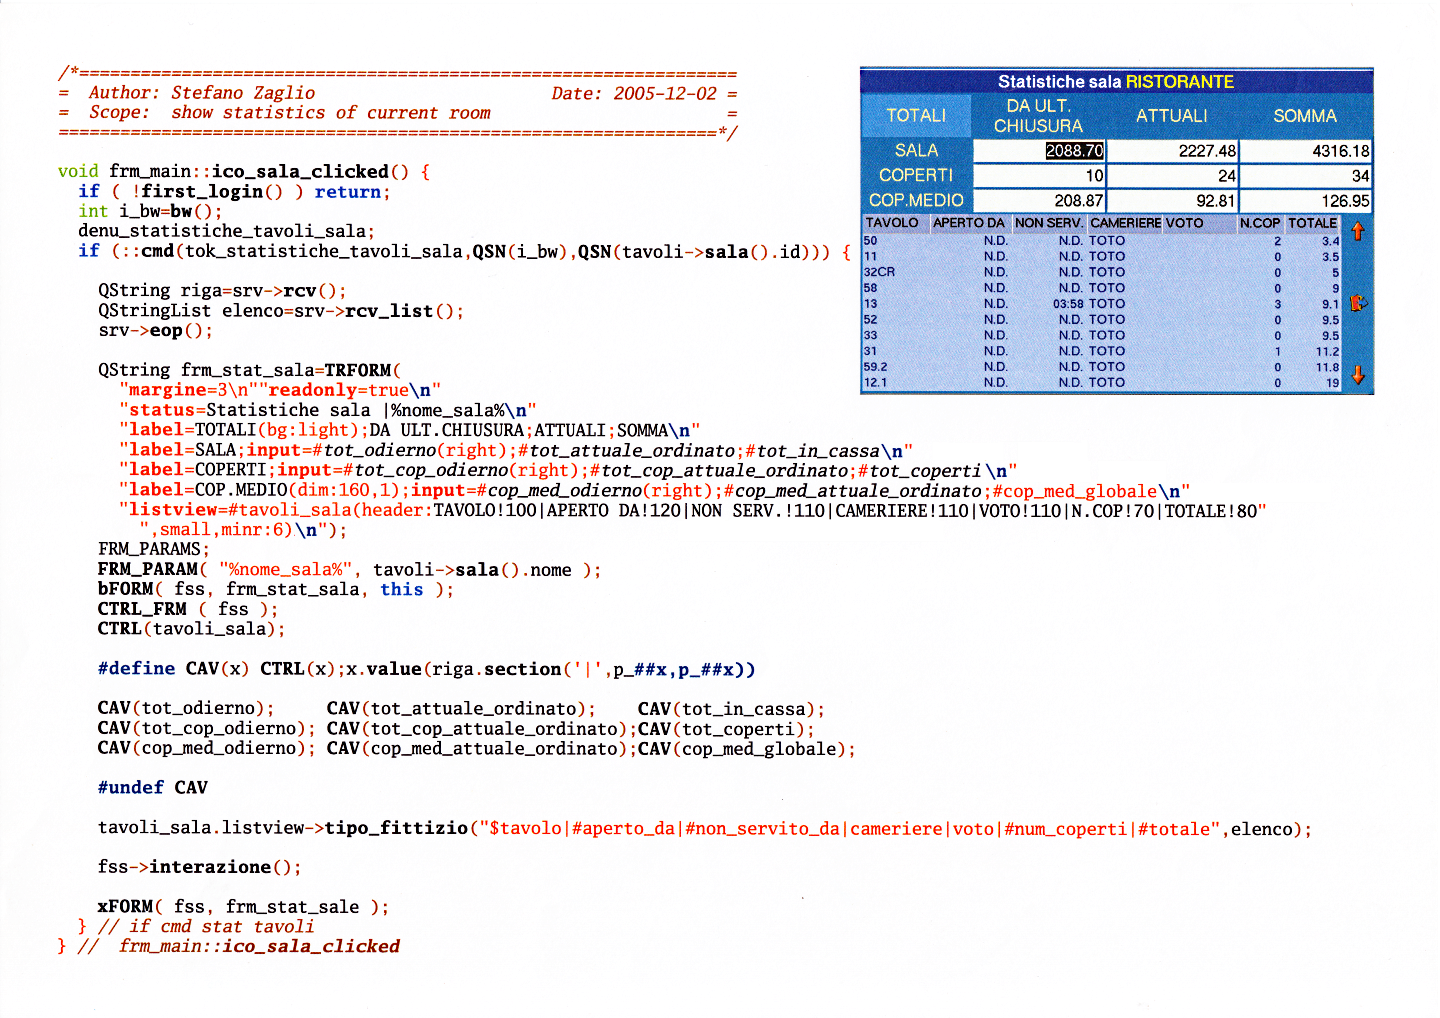 /*================================================================
=  Author: Stefano Zaglio                       Date: 2005-12-02 =
=  Scope:  show statistics of current room                       =
================================================================*/
void frm_main::ico_sala_clicked() {
  if ( !first_login() ) return;
  int i_bw=bw();
  denu_statistiche_tavoli_sala;
  if (::cmd(tok_statistiche_tavoli_sala,QSN(i_bw),QSN(tavoli->sala().id))) {
    QString riga=srv->rcv();
    QStringList elenco=srv->rcv_list();
    srv->eop();
    QString frm_stat_sala=TRFORM(
      "margine=3\n""readonly=true\n"
      "status=Statistiche sala |%nome_sala%\n"
      "label=TOTALI(bg:light);DA ULT.CHIUSURA;ATTUALI;SOMMA\n"
      "label=SALA;input=#tot_odierno(right);#tot_attuale_ordinato;#tot_in_cassa\n"
      "label=COPERTI;input=#tot_cop_odierno(right);#tot_cop_attuale_ordinato;#tot_coperti\n"
      "label=COP.MEDIO(dim:160,1);input=#cop_med_odierno(right);#cop_med_attuale_ordinato;#cop_med_globale\n"
      "listview=#tavoli_sala(header:TAVOLO!100|APERTO DA!120|NON SERV.!110|CAMERIERE!110|VOTO!110|N.COP!70|TOTALE!80"
        ",small,minr:6)\n");
    FRM_PARAMS;
    FRM_PARAM( "%nome_sala%", tavoli->sala().nome );
    bFORM( fss, frm_stat_sala, this );
    CTRL_FRM ( fss );
    CTRL(tavoli_sala);
    #define CAV(x) CTRL(x);x.value(riga.section('|',p_##x,p_##x))
    CAV(tot_odierno);     CAV(tot_attuale_ordinato);    CAV(tot_in_cassa);
    CAV(tot_cop_odierno); CAV(tot_cop_attuale_ordinato);CAV(tot_coperti);
    CAV(cop_med_odierno); CAV(cop_med_attuale_ordinato);CAV(cop_med_globale);
    #undef CAV
    tavoli_sala.listview->tipo_fittizio("$tavolo|#aperto_da|#non_servito_da|cameriere|voto|#num_coperti|#totale",elenco);
    fss->interazione();
    xFORM( fss, frm_stat_sale );
  } // if cmd stat tavoli
} //  frm_main::ico_sala_clicked
Statistiche sala RISTORANTE
TOTALI DA ULT. CHIUSURA ATTUALI SOMMA
SALA 2088.70 2227.48 4316.18
COPERTI 10 24 34
COP.MEDIO 208.87 92.81 126.95
TAVOLO APERTO DA NON SERV. CAMERIERE VOTO N.COP TOTALE
50 N.D. N.D. TOTO 2 3.4
11 N.D. N.D. TOTO 0 3.5
32CR N.D. N.D. TOTO 0 5
58 N.D. N.D. TOTO 0 9
13 N.D. 03:58 TOTO 3 9.1
52 N.D. N.D. TOTO 0 9.5
33 N.D. N.D. TOTO 0 9.5
31 N.D. N.D. TOTO 1 11.2
59.2 N.D. N.D. TOTO 0 11.8
12.1 N.D. N.D. TOTO 0 19